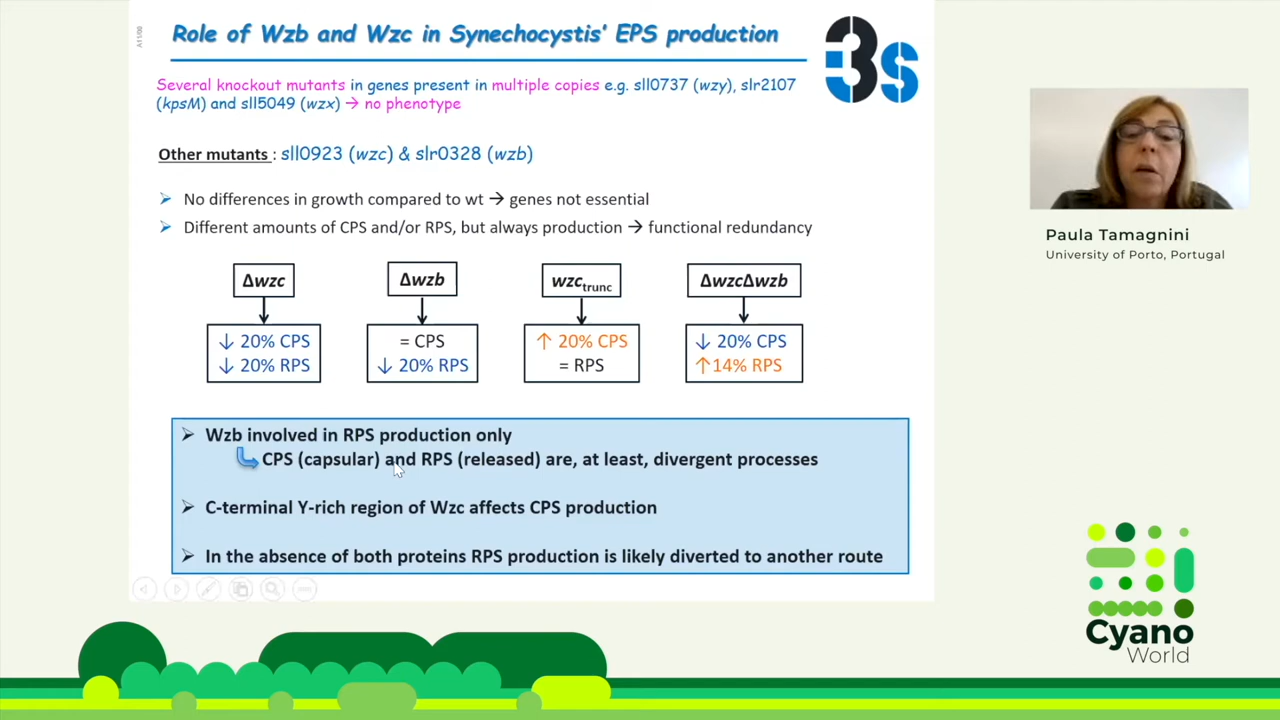 Role of Wzb and Wzc in Synechocystis' EPS production
3s
Several knockout mutants in genes present in multiple copies e.g. sll0737 (wzy), slr2107
(kpsM) and sll5049 (wzx) → no phenotype
Other mutants : sll0923 (wzc) & slr0328 (wzb)
➢ No differences in growth compared to wt → genes not essential
➢ Different amounts of CPS and/or RPS, but always production → functional redundancy
Δwzc
↓ 20% CPS
↓ 20% RPS
Δwzb
= CPS
↓ 20% RPS
wzctrunc
↑ 20% CPS
= RPS
ΔwzcΔwzb
↓ 20% CPS
↑14% RPS
➢ Wzb involved in RPS production only
CPS (capsular) and RPS (released) are, at least, divergent processes
➢ C-terminal Y-rich region of Wzc affects CPS production
➢ In the absence of both proteins RPS production is likely diverted to another route
Paula Tamagnini
University of Porto, Portugal
Cyano
World